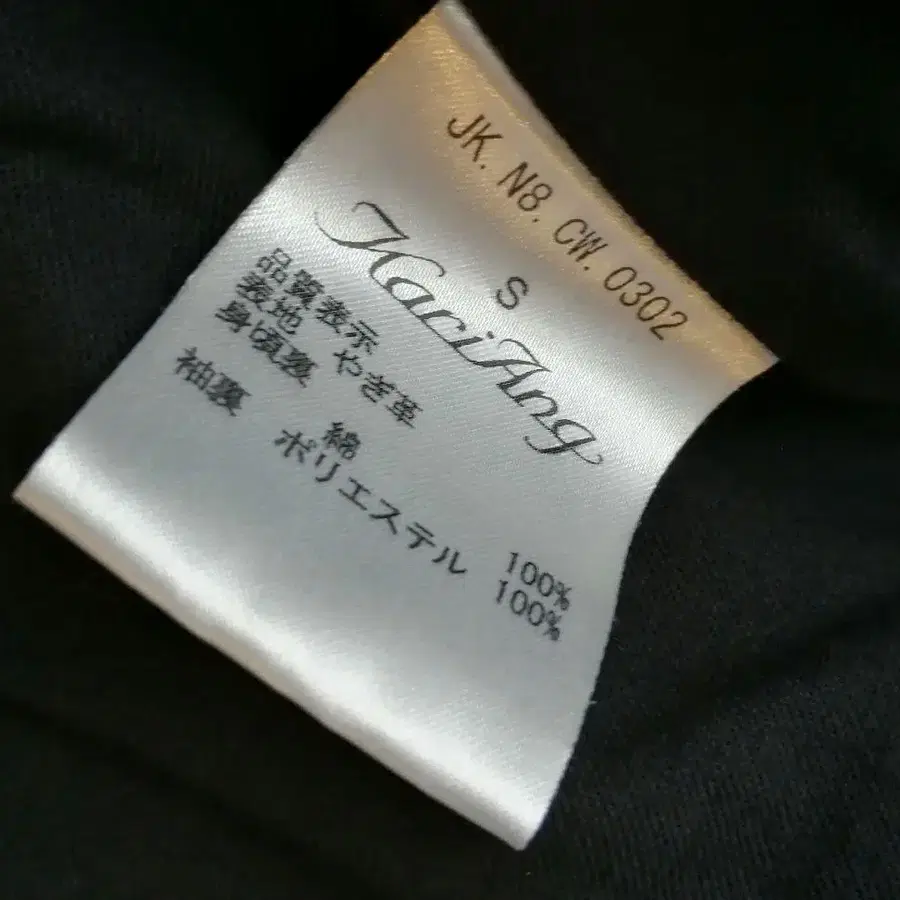 JK. N8. CW. 0302
S
KariAng
品質表示
表地 やぎ革
身頃裏 綿 100%
袖裏 ポリエステル 100%